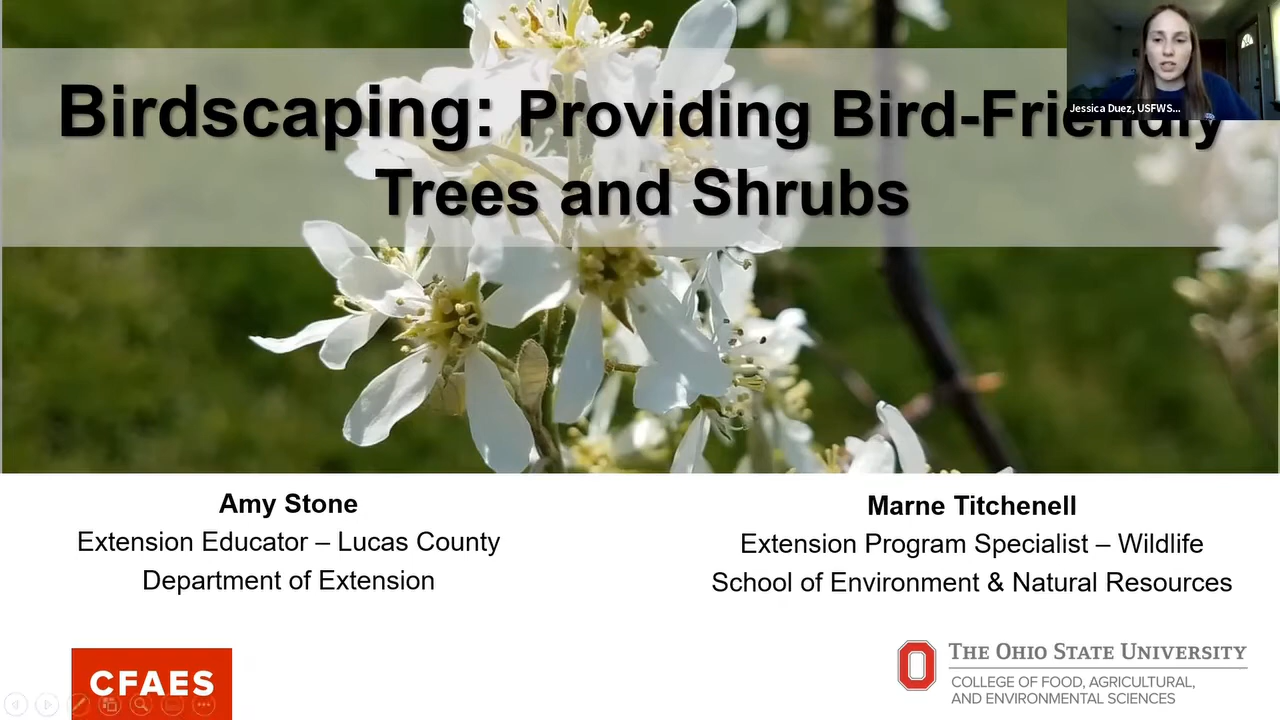 Birdscaping: Providing Bird-Friendly
Trees and Shrubs
Jessica Duez, USFWS...
Amy Stone
Extension Educator – Lucas County
Department of Extension
Marne Titchenell
Extension Program Specialist – Wildlife
School of Environment & Natural Resources
CFAES
THE OHIO STATE UNIVERSITY
COLLEGE OF FOOD, AGRICULTURAL,
AND ENVIRONMENTAL SCIENCES